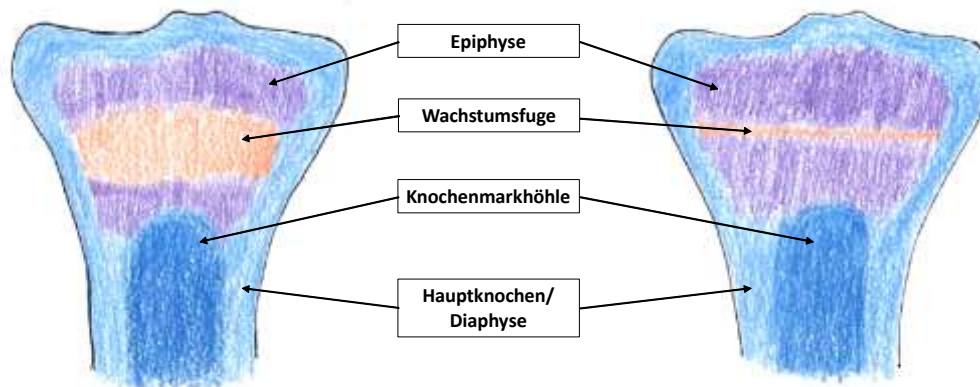 Epiphyse
Wachstumsfuge
Knochenmarkhöhle
Hauptknochen/
Diaphyse